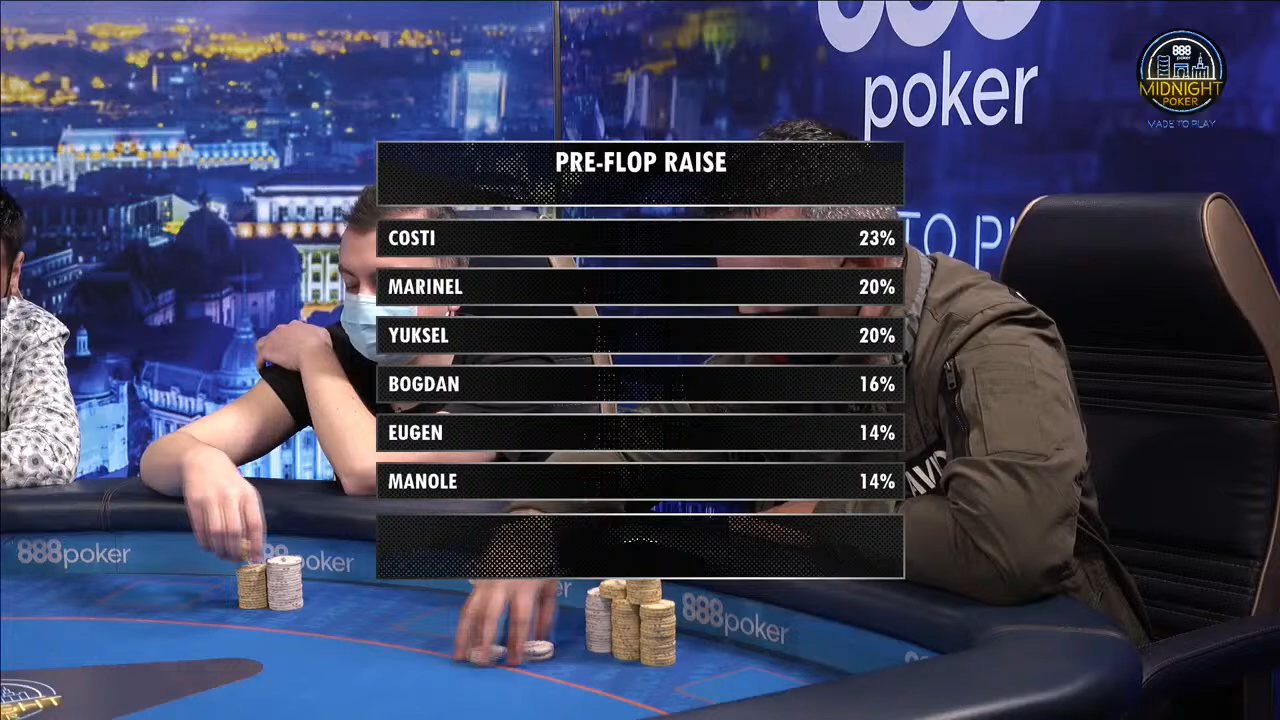 888
poker
888
poker
MIDNIGHT
POKER
MADE TO PLAY
PRE-FLOP RAISE
COSTI 23%
MARINEL 20%
YUKSEL 20%
BOGDAN 16%
EUGEN 14%
MANOLE 14%
888poker
888poker
888poker